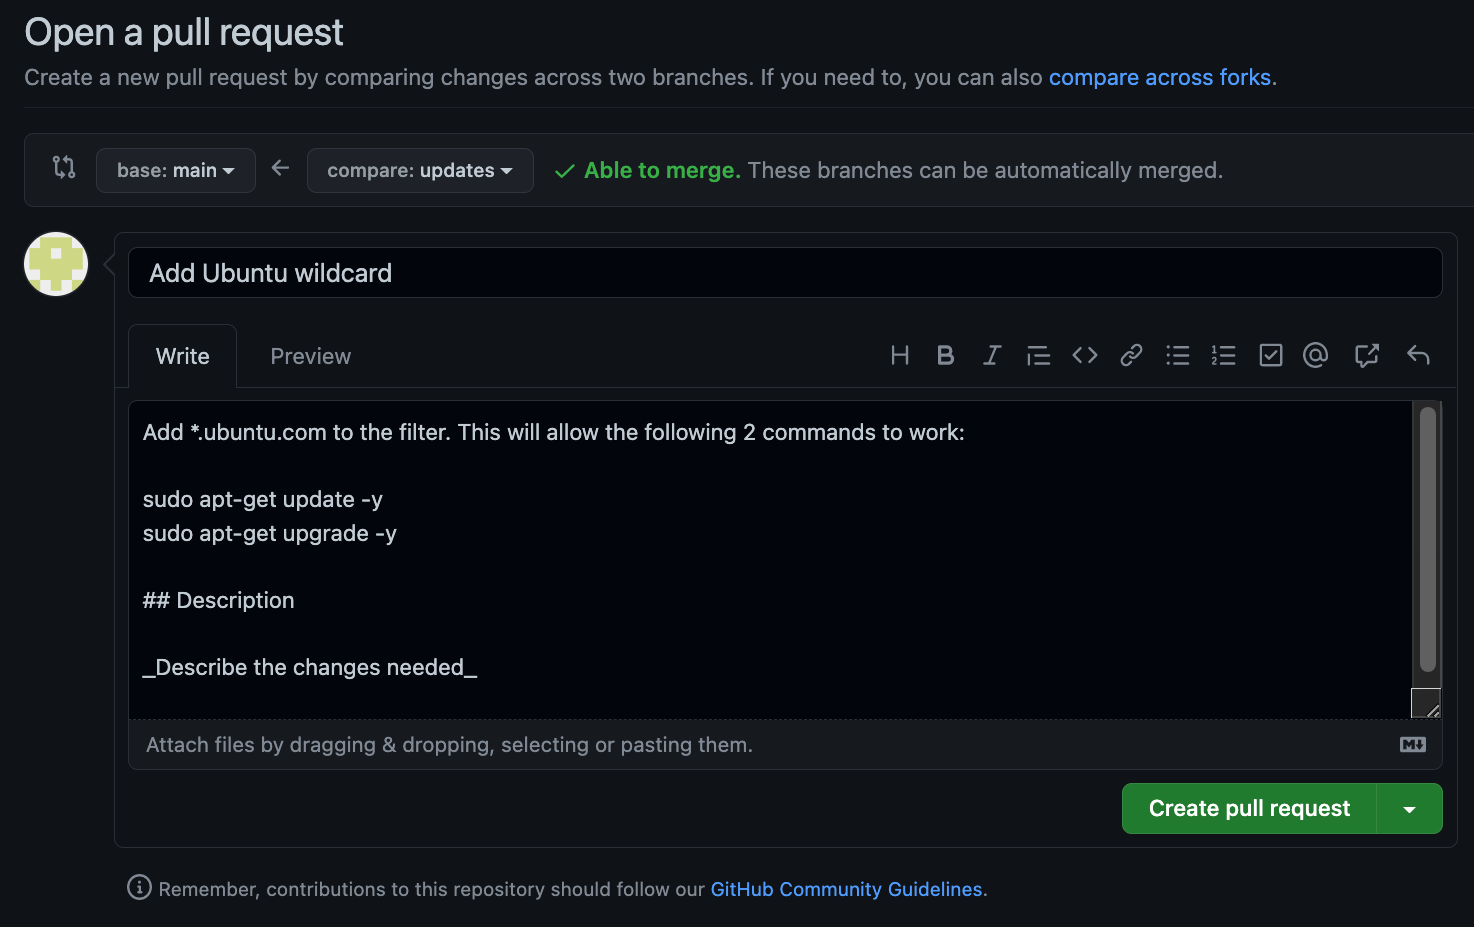 Open a pull request
Create a new pull request by comparing changes across two branches. If you need to, you can also compare across forks.
base: main
compare: updates
Able to merge. These branches can be automatically merged.
Add Ubuntu wildcard
Write
Preview
Add *.ubuntu.com to the filter. This will allow the following 2 commands to work:
sudo apt-get update -y
sudo apt-get upgrade -y
## Description
_Describe the changes needed_
Attach files by dragging & dropping, selecting or pasting them.
Create pull request
Remember, contributions to this repository should follow our GitHub Community Guidelines.